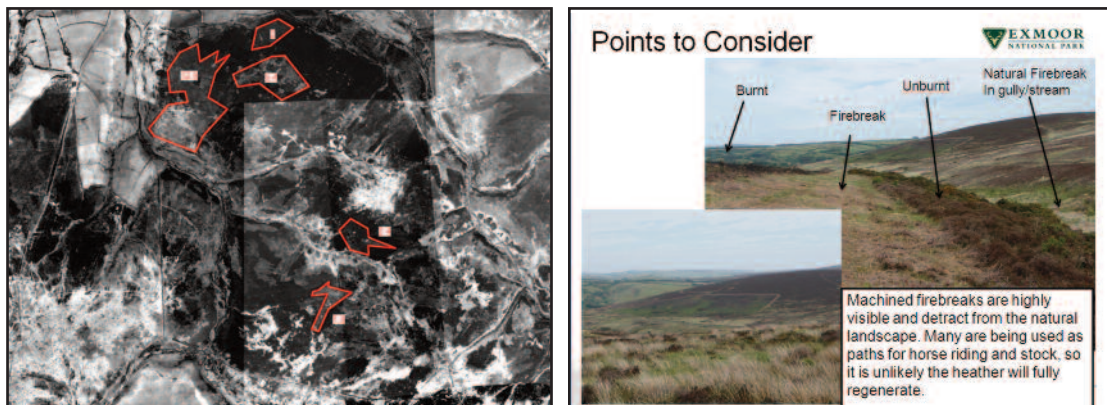 Points to Consider
EXMOOR
NATIONAL PARK
Burnt
Firebreak
Unburnt
Natural Firebreak
In gully/stream
Machined firebreaks are highly
visible and detract from the natural
landscape. Many are being used as
paths for horse riding and stock, so
it is unlikely the heather will fully
regenerate.